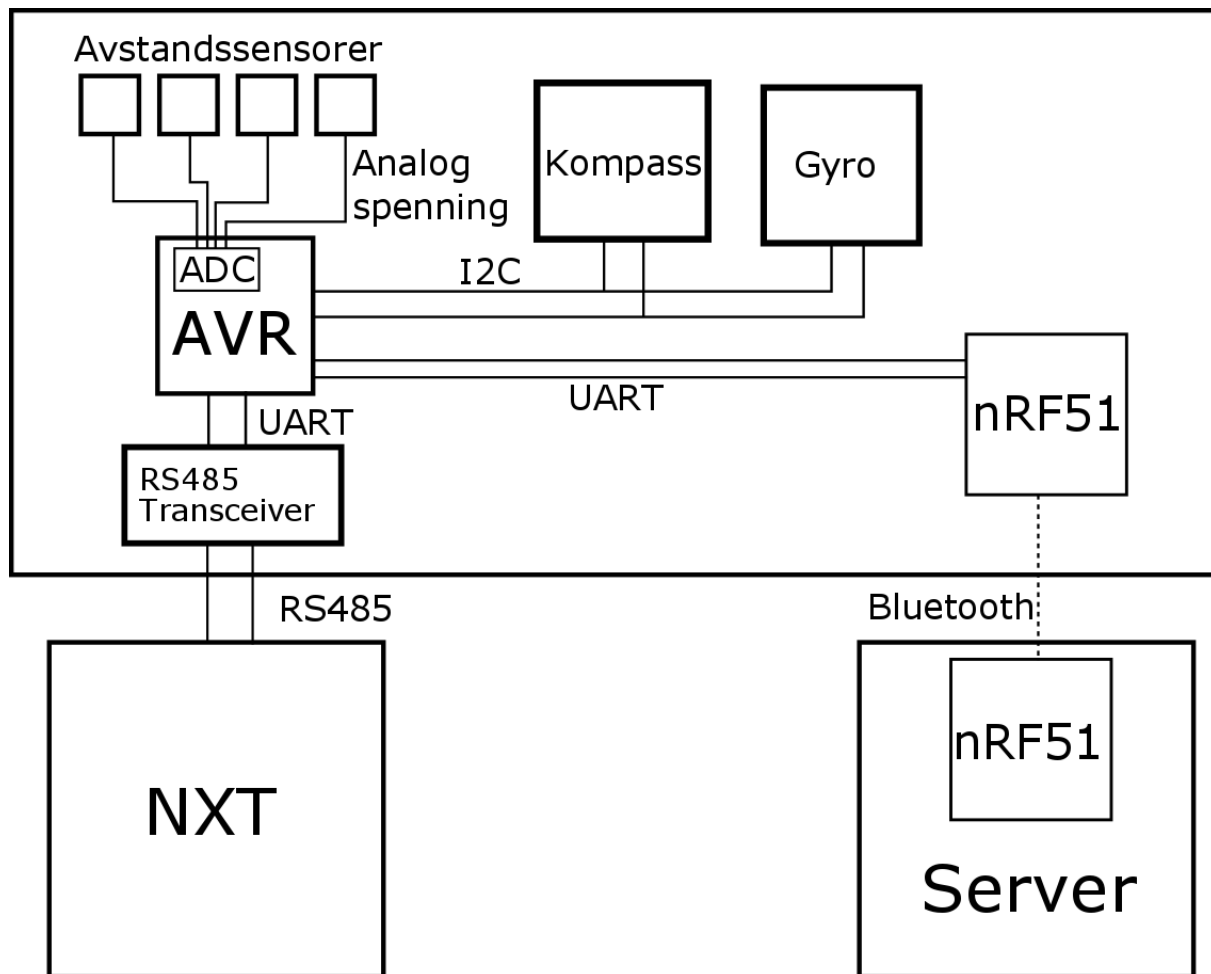 Avstandssensorer
Analog
spenning
Kompass
Gyro
ADC
I2C
AVR
UART
UART
nRF51
RS485
Transceiver
RS485
Bluetooth
nRF51
NXT
Server